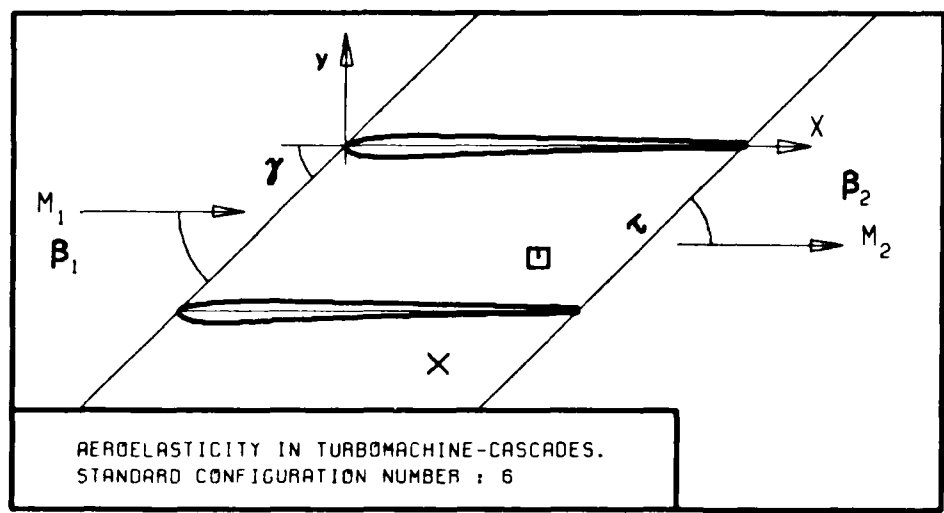 y
X
γ
M₁
β₁
β₂
τ
M₂
AEROELASTICITY IN TURBOMACHINE-CASCADES.
STANDARD CONFIGURATION NUMBER : 6